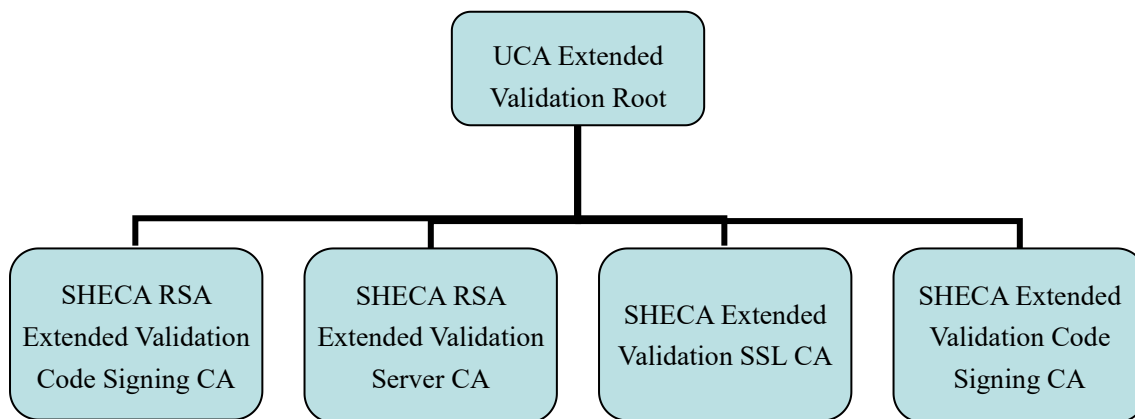 UCA Extended
Validation Root
SHECA RSA
Extended Validation
Code Signing CA
SHECA RSA
Extended Validation
Server CA
SHECA Extended
Validation SSL CA
SHECA Extended
Validation Code
Signing CA